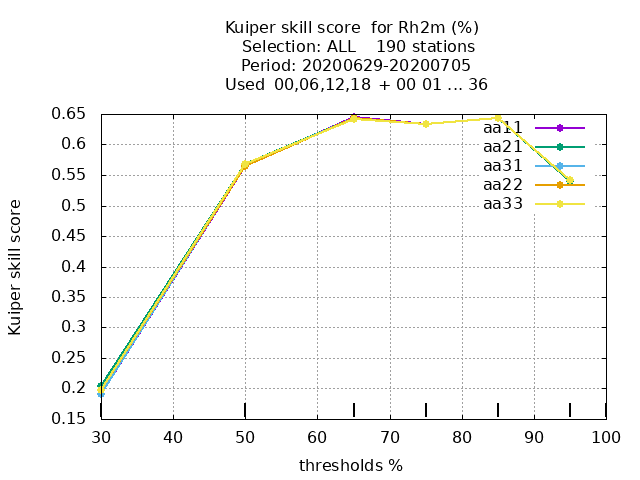 Kuiper skill score  for Rh2m (%)
Selection: ALL    190 stations
Period: 20200629-20200705
Used  00,06,12,18  + 00 01 ... 36
Kuiper skill score
0.65
0.6
0.55
0.5
0.45
0.4
0.35
0.3
0.25
0.2
0.15
aa11
aa21
aa31
aa22
aa33
30 40 50 60 70 80 90 100
thresholds %